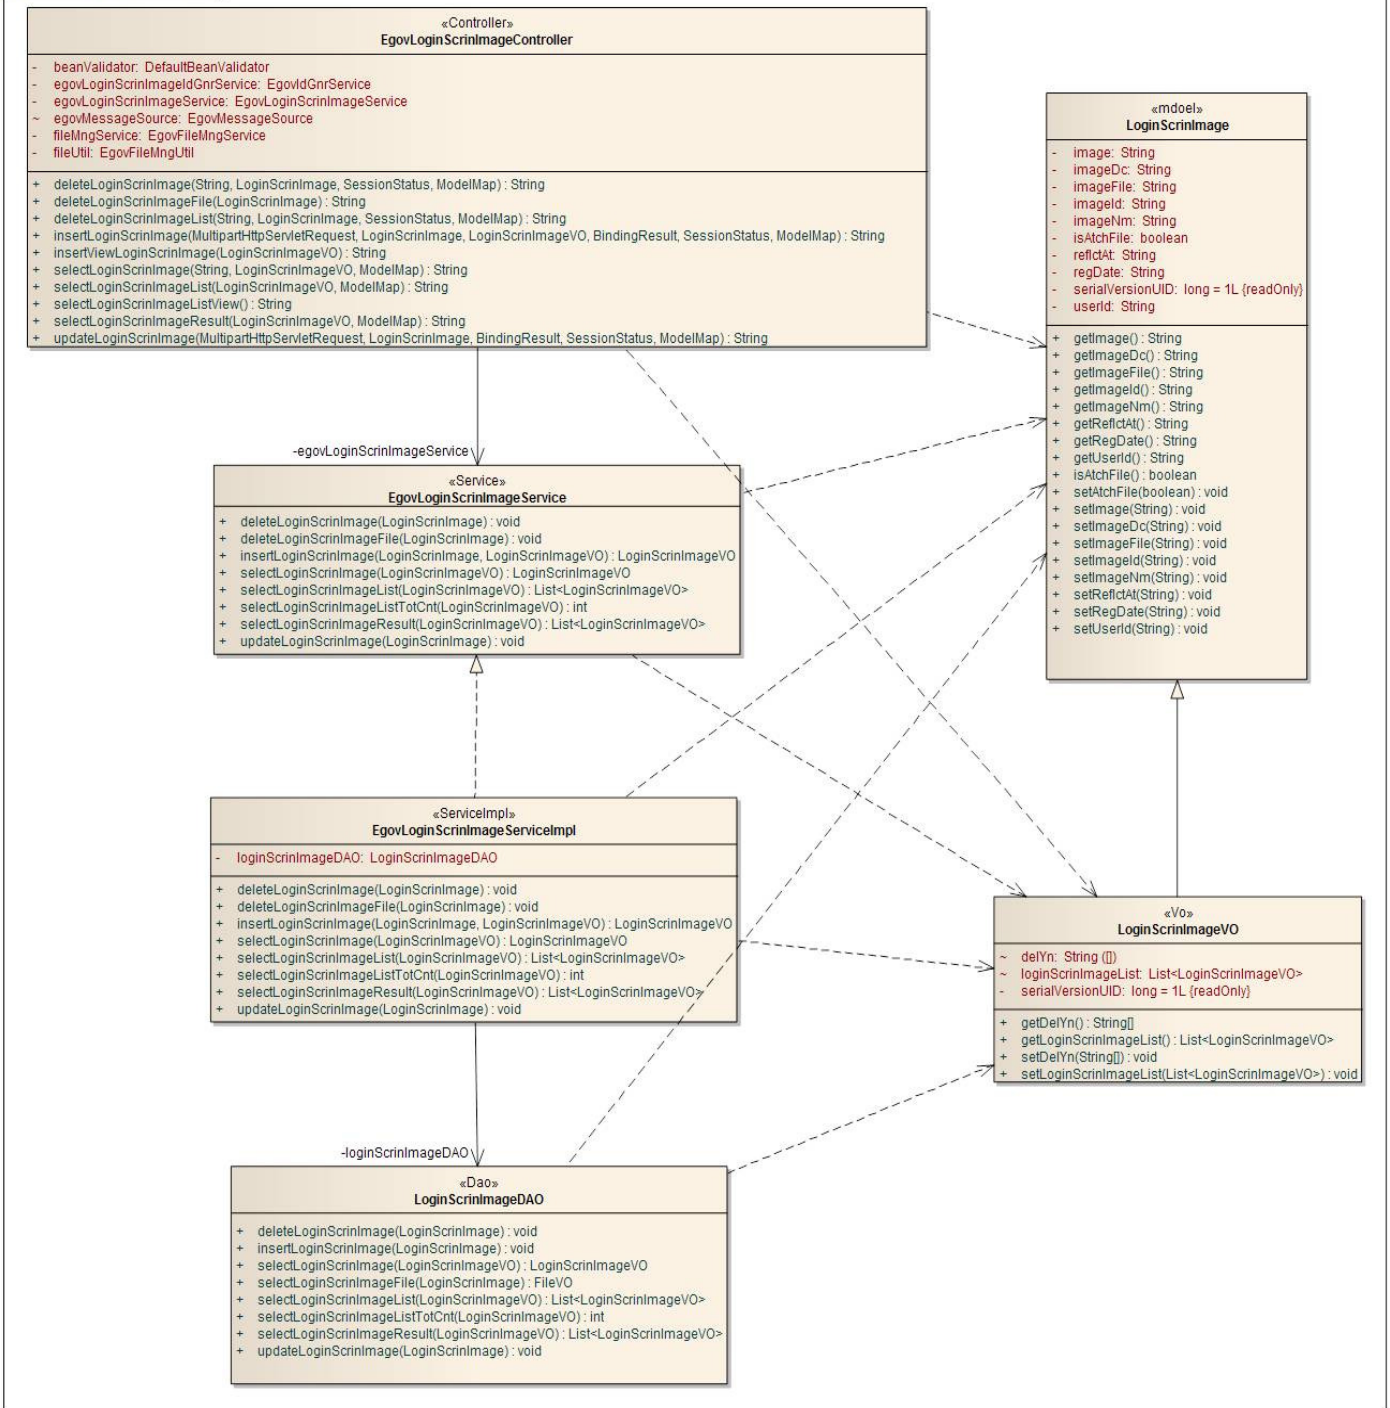 «Controller»
EgovLoginScrinImageController
- beanValidator: DefaultBeanValidator
- egovLoginScrinImageIdGnrService: EgovIdGnrService
- egovLoginScrinImageService: EgovLoginScrinImageService
~ egovMessageSource: EgovMessageSource
- fileMngService: EgovFileMngService
- fileUtil: EgovFileMngUtil
+ deleteLoginScrinImage(String, LoginScrinImage, SessionStatus, ModelMap) : String
+ deleteLoginScrinImageFile(LoginScrinImage) : String
+ deleteLoginScrinImageList(String, LoginScrinImage, SessionStatus, ModelMap) : String
+ insertLoginScrinImage(MultipartHttpServletRequest, LoginScrinImage, LoginScrinImageVO, BindingResult, SessionStatus, ModelMap) : String
+ insertViewLoginScrinImage(LoginScrinImageVO) : String
+ selectLoginScrinImage(String, LoginScrinImageVO, ModelMap) : String
+ selectLoginScrinImageList(LoginScrinImageVO, ModelMap) : String
+ selectLoginScrinImageListView() : String
+ selectLoginScrinImageResult(LoginScrinImageVO, ModelMap) : String
+ updateLoginScrinImage(MultipartHttpServletRequest, LoginScrinImage, BindingResult, SessionStatus, ModelMap) : String
«mdoel»
LoginScrinImage
- image: String
- imageDc: String
- imageFile: String
- imageId: String
- imageNm: String
- isAtchFile: boolean
- reflctAt: String
- regDate: String
- serialVersionUID: long = 1L {readOnly}
- userId: String
+ getImage() : String
+ getImageDc() : String
+ getImageFile() : String
+ getImageId() : String
+ getImageNm() : String
+ getReflctAt() : String
+ getRegDate() : String
+ getUserId() : String
+ isAtchFile() : boolean
+ setAtchFile(boolean) : void
+ setImage(String) : void
+ setImageDc(String) : void
+ setImageFile(String) : void
+ setImageId(String) : void
+ setImageNm(String) : void
+ setReflctAt(String) : void
+ setRegDate(String) : void
+ setUserId(String) : void
-egovLoginScrinImageService
«Service»
EgovLoginScrinImageService
+ deleteLoginScrinImage(LoginScrinImage) : void
+ deleteLoginScrinImageFile(LoginScrinImage) : void
+ insertLoginScrinImage(LoginScrinImage, LoginScrinImageVO) : LoginScrinImageVO
+ selectLoginScrinImage(LoginScrinImageVO) : LoginScrinImageVO
+ selectLoginScrinImageList(LoginScrinImageVO) : List<LoginScrinImageVO>
+ selectLoginScrinImageListTotCnt(LoginScrinImageVO) : int
+ selectLoginScrinImageResult(LoginScrinImageVO) : List<LoginScrinImageVO>
+ updateLoginScrinImage(LoginScrinImage) : void
«ServiceImpl»
EgovLoginScrinImageServiceImpl
- loginScrinImageDAO: LoginScrinImageDAO
+ deleteLoginScrinImage(LoginScrinImage) : void
+ deleteLoginScrinImageFile(LoginScrinImage) : void
+ insertLoginScrinImage(LoginScrinImage, LoginScrinImageVO) : LoginScrinImageVO
+ selectLoginScrinImage(LoginScrinImageVO) : LoginScrinImageVO
+ selectLoginScrinImageList(LoginScrinImageVO) : List<LoginScrinImageVO>
+ selectLoginScrinImageListTotCnt(LoginScrinImageVO) : int
+ selectLoginScrinImageResult(LoginScrinImageVO) : List<LoginScrinImageVO>
+ updateLoginScrinImage(LoginScrinImage) : void
«Vo»
LoginScrinImageVO
~ delYn: String ([])
~ loginScrinImageList: List<LoginScrinImageVO>
- serialVersionUID: long = 1L {readOnly}
+ getDelYn() : String[]
+ getLoginScrinImageList() : List<LoginScrinImageVO>
+ setDelYn(String[]) : void
+ setLoginScrinImageList(List<LoginScrinImageVO>) : void
-loginScrinImageDAO
«Dao»
LoginScrinImageDAO
+ deleteLoginScrinImage(LoginScrinImage) : void
+ insertLoginScrinImage(LoginScrinImage) : void
+ selectLoginScrinImage(LoginScrinImageVO) : LoginScrinImageVO
+ selectLoginScrinImageFile(LoginScrinImage) : FileVO
+ selectLoginScrinImageList(LoginScrinImageVO) : List<LoginScrinImageVO>
+ selectLoginScrinImageListTotCnt(LoginScrinImageVO) : int
+ selectLoginScrinImageResult(LoginScrinImageVO) : List<LoginScrinImageVO>
+ updateLoginScrinImage(LoginScrinImage) : void